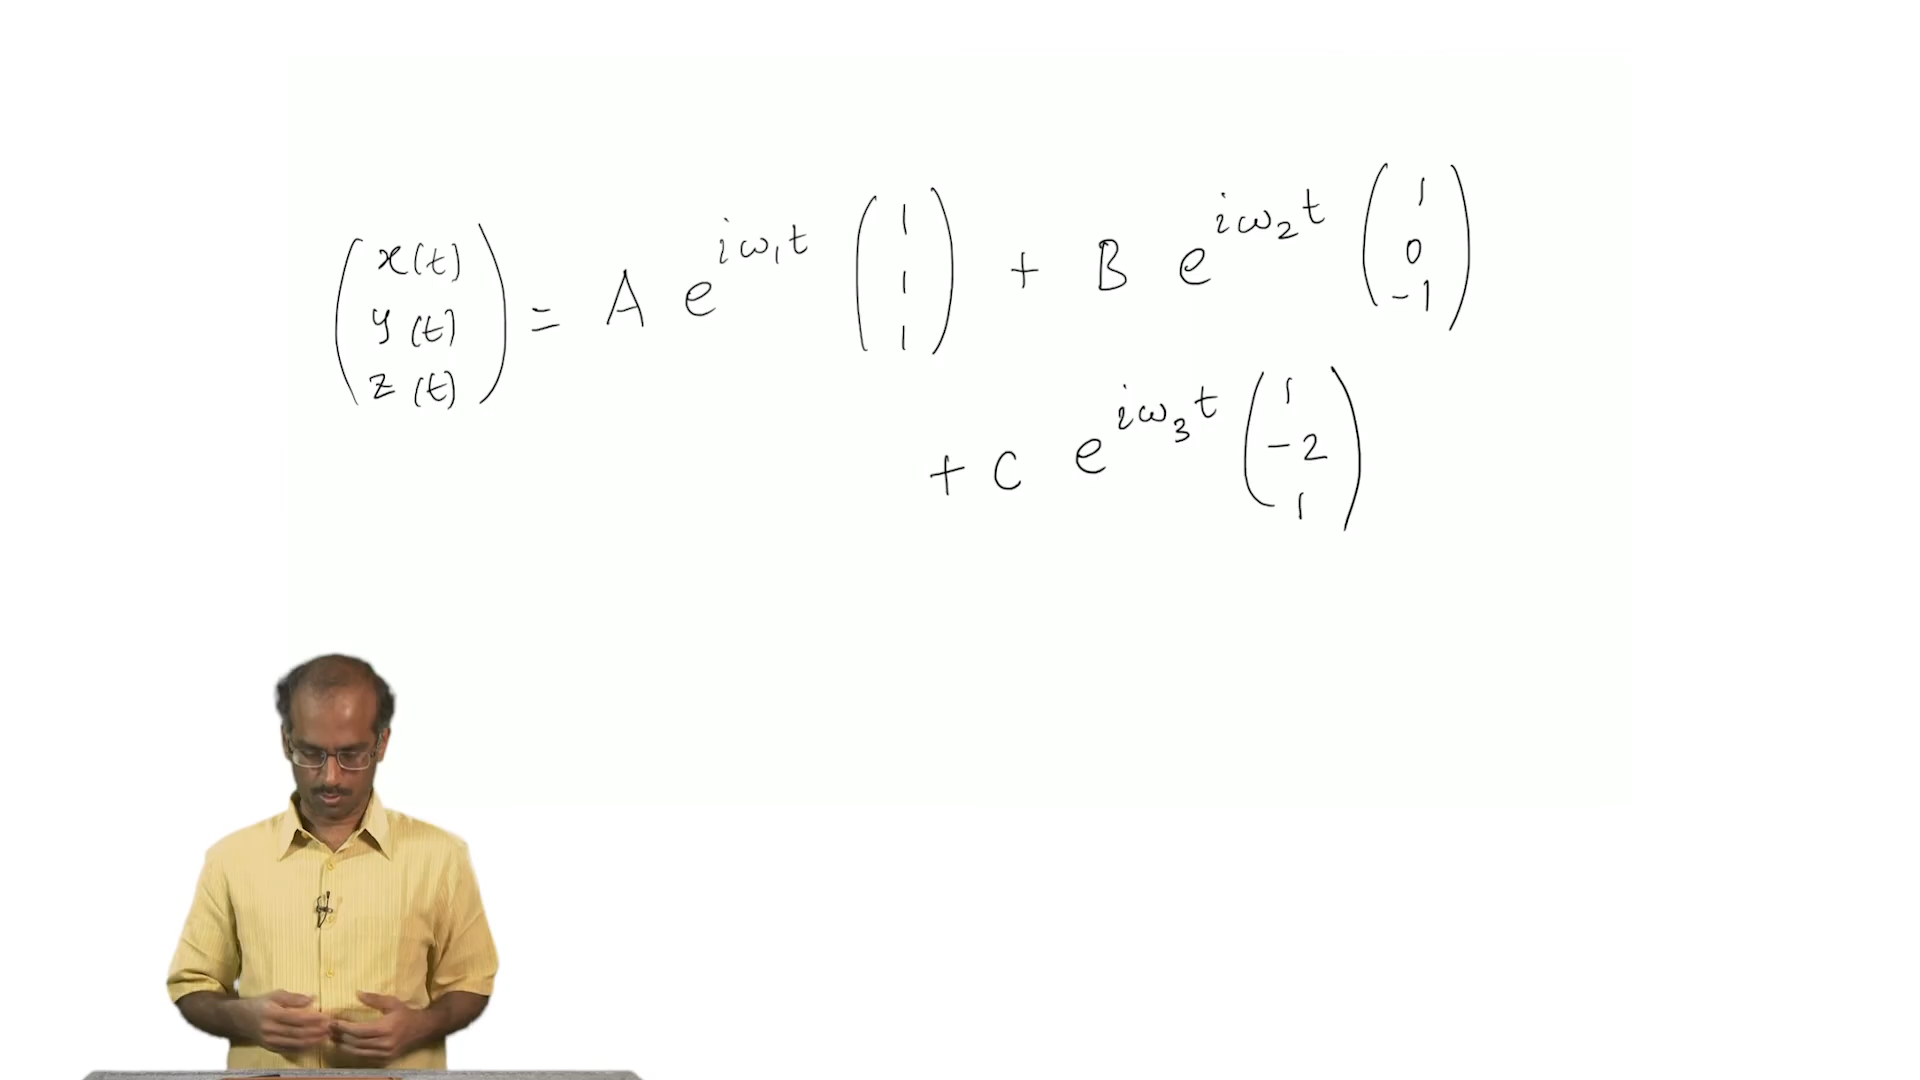 (x(t) y(t) z(t)) = A e^{iω₁t} (1 1 1) + B e^{iω₂t} (1 0 -1)
+ C e^{iω₃t} (1 -2 1)